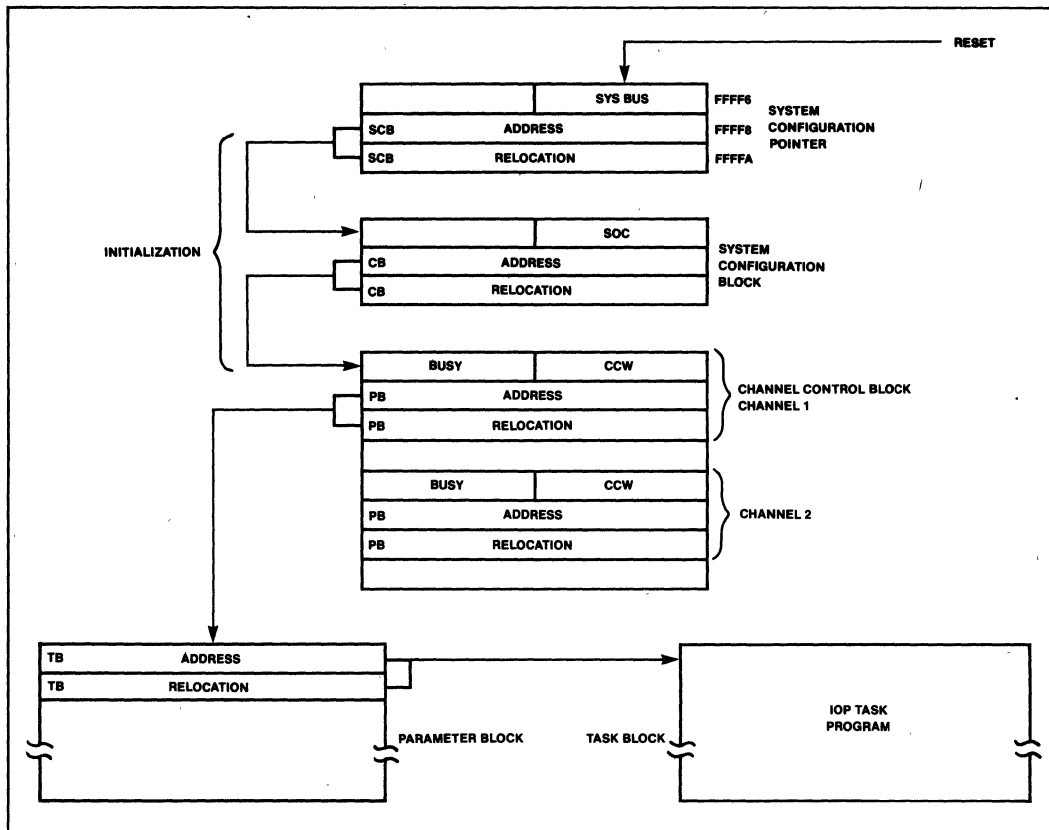 RESET
SYS BUS FFFF6
SCB ADDRESS FFFF8
SCB RELOCATION FFFFA
SYSTEM
CONFIGURATION
POINTER
INITIALIZATION
SOC
CB ADDRESS
CB RELOCATION
SYSTEM
CONFIGURATION
BLOCK
BUSY CCW
PB ADDRESS
PB RELOCATION
CHANNEL CONTROL BLOCK
CHANNEL 1
BUSY CCW
PB ADDRESS
PB RELOCATION
CHANNEL 2
TB ADDRESS
TB RELOCATION
PARAMETER BLOCK
TASK BLOCK
IOP TASK
PROGRAM